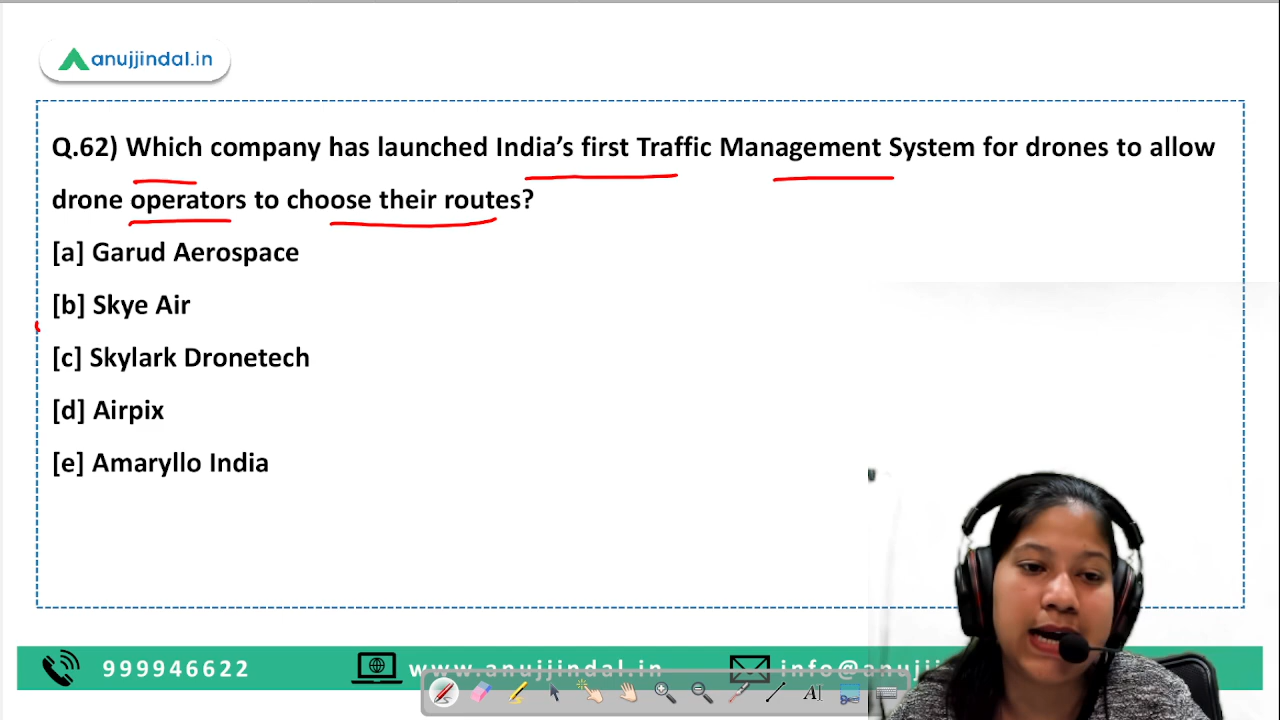 anujjindal.in
Q.62) Which company has launched India's first Traffic Management System for drones to allow
drone operators to choose their routes?
[a] Garud Aerospace
[b] Skye Air
[c] Skylark Dronetech
[d] Airpix
[e] Amaryllo India
999946622
www.anujjindal.in